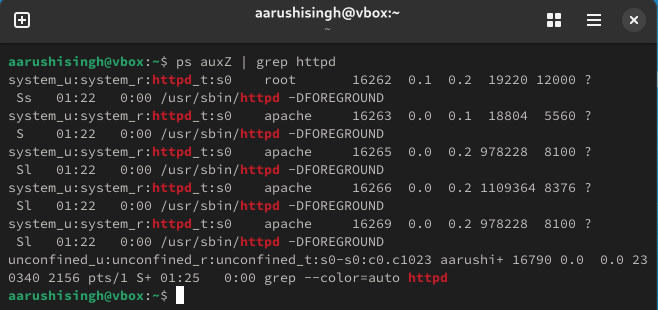 aarushisingh@vbox:~
~
aarushisingh@vbox:~$ ps auxZ | grep httpd
system_u:system_r:httpd_t:s0    root       16262  0.1  0.2  19220 12000 ?
 Ss   01:22   0:00 /usr/sbin/httpd -DFOREGROUND
system_u:system_r:httpd_t:s0    apache     16263  0.0  0.1  18804  5560 ?
 S    01:22   0:00 /usr/sbin/httpd -DFOREGROUND
system_u:system_r:httpd_t:s0    apache     16265  0.0  0.2 978228  8100 ?
 Sl   01:22   0:00 /usr/sbin/httpd -DFOREGROUND
system_u:system_r:httpd_t:s0    apache     16266  0.0  0.2 1109364 8376 ?
 Sl   01:22   0:00 /usr/sbin/httpd -DFOREGROUND
system_u:system_r:httpd_t:s0    apache     16269  0.0  0.2 978228  8100 ?
 Sl   01:22   0:00 /usr/sbin/httpd -DFOREGROUND
unconfined_u:unconfined_r:unconfined_t:s0-s0:c0.c1023 aarushi+ 16790 0.0  0.0 23
0340 2156 pts/1 S+ 01:25   0:00 grep --color=auto httpd
aarushisingh@vbox:~$